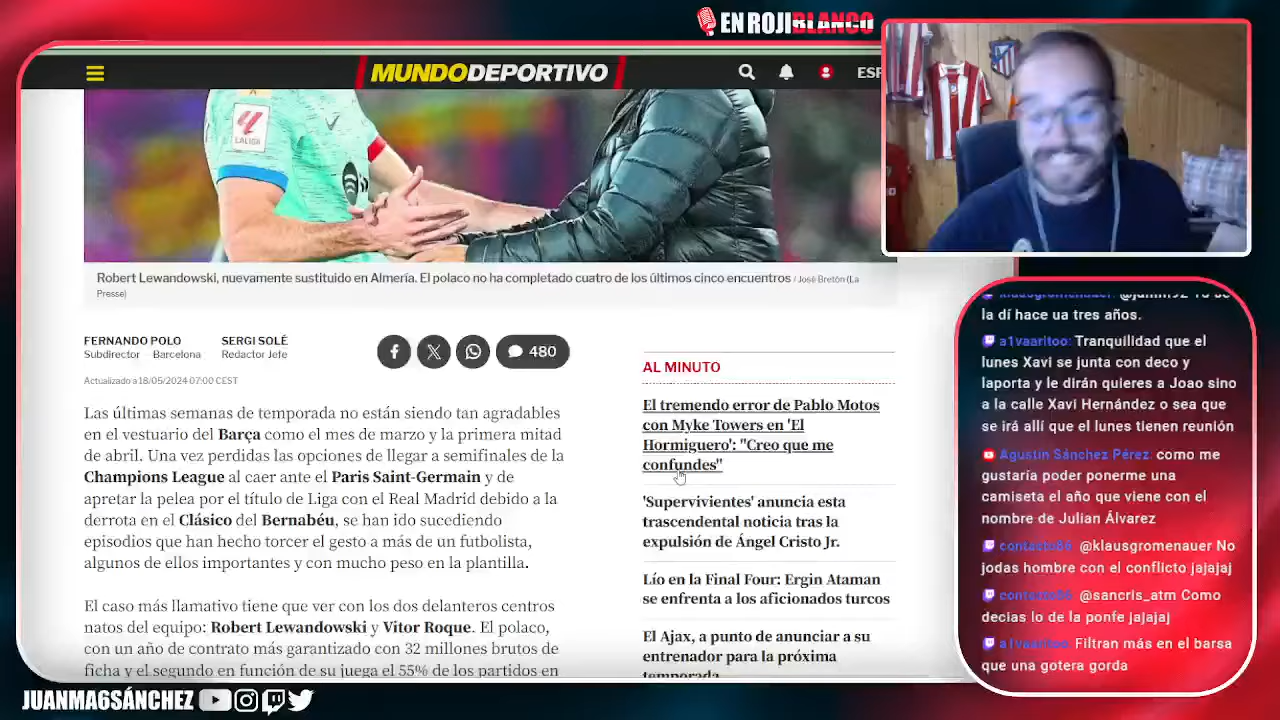 EN ROJIBLANCO
MUNDODEPORTIVO
ESP
LALIGA
Robert Lewandowski, nuevamente sustituido en Almería. El polaco no ha completado cuatro de los últimos cinco encuentros / José Bretón (La
Presse)
FERNANDO POLO
Subdirector Barcelona
SERGI SOLÉ
Redactor Jefe
480
Actualizado a 18/05/2024 07:00 CEST
Las últimas semanas de temporada no están siendo tan agradables
en el vestuario del Barça como el mes de marzo y la primera mitad
de abril. Una vez perdidas las opciones de llegar a semifinales de la
Champions League al caer ante el Paris Saint-Germain y de
apretar la pelea por el título de Liga con el Real Madrid debido a la
derrota en el Clásico del Bernabéu, se han ido sucediendo
episodios que han hecho torcer el gesto a más de un futbolista,
algunos de ellos importantes y con mucho peso en la plantilla.
El caso más llamativo tiene que ver con los dos delanteros centros
natos del equipo: Robert Lewandowski y Vitor Roque. El polaco,
con un año de contrato más garantizado con 32 millones brutos de
ficha y el segundo en función de su juega el 55% de los partidos en
AL MINUTO
El tremendo error de Pablo Motos
con Myke Towers en 'El
Hormiguero': "Creo que me
confundes"
'Supervivientes' anuncia esta
trascendental noticia tras la
expulsión de Ángel Cristo Jr.
Lío en la Final Four: Ergin Ataman
se enfrenta a los aficionados turcos
El Ajax, a punto de anunciar a su
entrenador para la próxima
temporada
la dí hace ua tres años.
a1vaaritoo: Tranquilidad que el
lunes Xavi se junta con deco y
laporta y le dirán quieres a Joao sino
a la calle Xavi Hernández o sea que
se irá allí que el lunes tienen reunión
Agustín Sánchez Pérez: como me
gustaría poder ponerme una
camiseta el año que viene con el
nombre de Julian Álvarez
contasto86: @klausgromenauer No
jodas hombre con el conflicto jajajaj
contasto86: @sancris_atm Como
decias lo de la ponfe jajajaj
a1vaaritoo: Filtran más en el barsa
que una gotera gorda
JUANMA6SÁNCHEZ